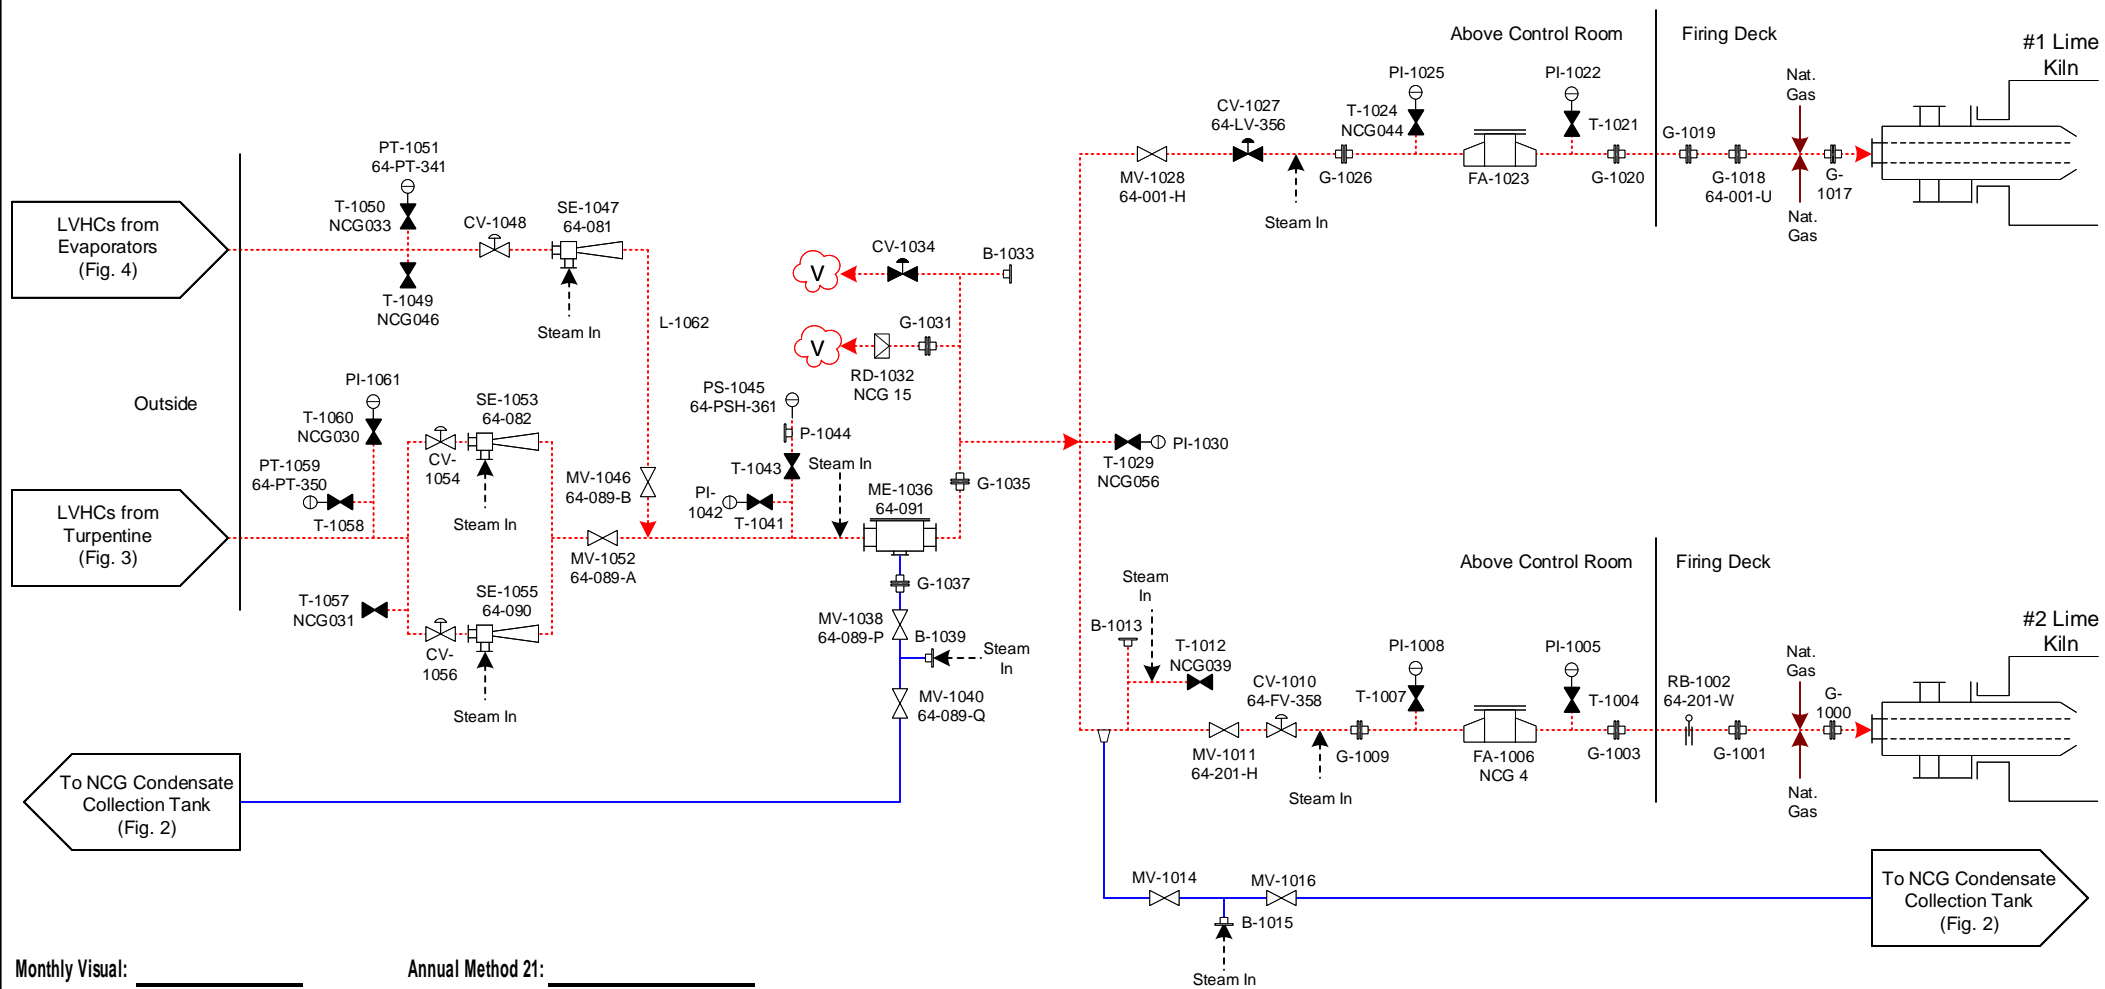 Above Control Room
Firing Deck
#1 Lime
Kiln
PI-1025
PI-1022
Nat.
Gas
CV-1027
64-LV-356
T-1024
NCG044
T-1021
G-1019
MV-1028
64-001-H
G-1026
FA-1023
G-1020
G-1018
64-001-U
G-
1017
Steam In
Nat.
Gas
PT-1051
64-PT-341
T-1050
NCG033
CV-1048
SE-1047
64-081
LVHCs from
Evaporators
(Fig. 4)
T-1049
NCG046
Steam In
L-1062
CV-1034
B-1033
V
G-1031
V
RD-1032
NCG 15
Outside
PI-1061
T-1060
NCG030
SE-1053
64-082
PS-1045
64-PSH-361
P-1044
PT-1059
64-PT-350
CV-
1054
T-1043
Steam In
MV-1046
64-089-B
PI-
1042
T-1041
ME-1036
64-091
G-1035
T-1029
NCG056
PI-1030
LVHCs from
Turpentine
(Fig. 3)
T-1058
Steam In
MV-1052
64-089-A
T-1057
NCG031
SE-1055
64-090
CV-
1056
Steam In
G-1037
MV-1038
64-089-P
B-1039
Steam
In
MV-1040
64-089-Q
Above Control Room
Firing Deck
#2 Lime
Kiln
Steam
In
B-1013
T-1012
NCG039
CV-1010
64-FV-358
PI-1008
T-1007
PI-1005
T-1004
RB-1002
64-201-W
Nat.
Gas
G-
1000
MV-1011
64-201-H
G-1009
FA-1006
NCG 4
G-1003
G-1001
Steam In
Nat.
Gas
To NCG Condensate
Collection Tank
(Fig. 2)
MV-1014
MV-1016
B-1015
Steam In
To NCG Condensate
Collection Tank
(Fig. 2)
Monthly Visual:
Annual Method 21: